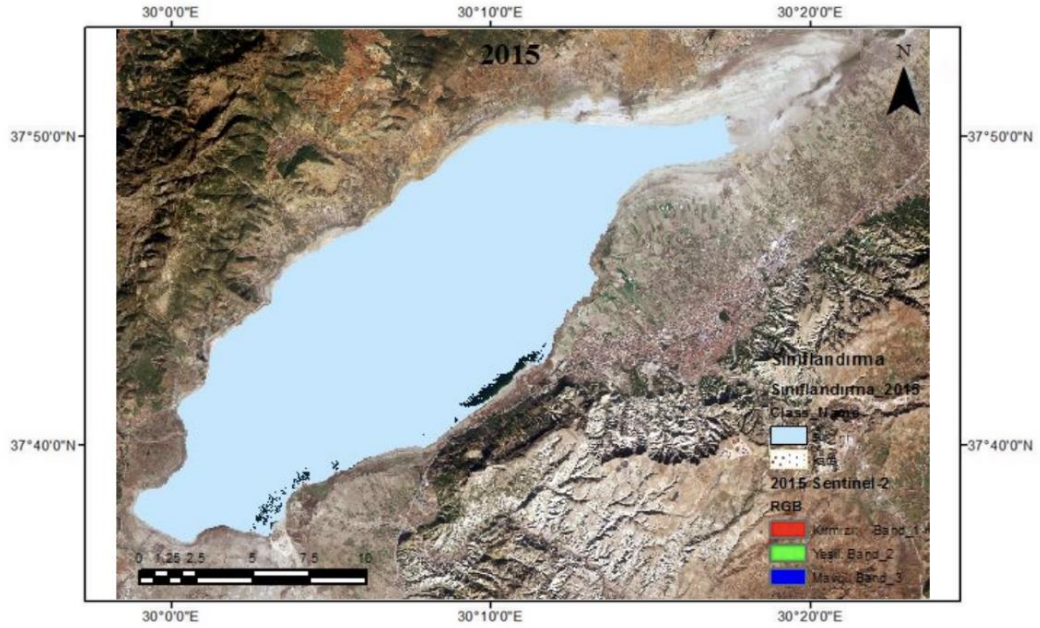 30°0'0"E 30°10'0"E 30°20'0"E
2015
N
37°50'0"N 37°50'0"N
Sınıflandırma
Sınıflandırma_2015
Class_Name
37°40'0"N 37°40'0"N
2015 Sentinel-2
RGB
Kırmızı: Band_1
Yeşil: Band_2
Mavi: Band_3
0 1,25 2,5 5 7,5 10
30°0'0"E 30°10'0"E 30°20'0"E